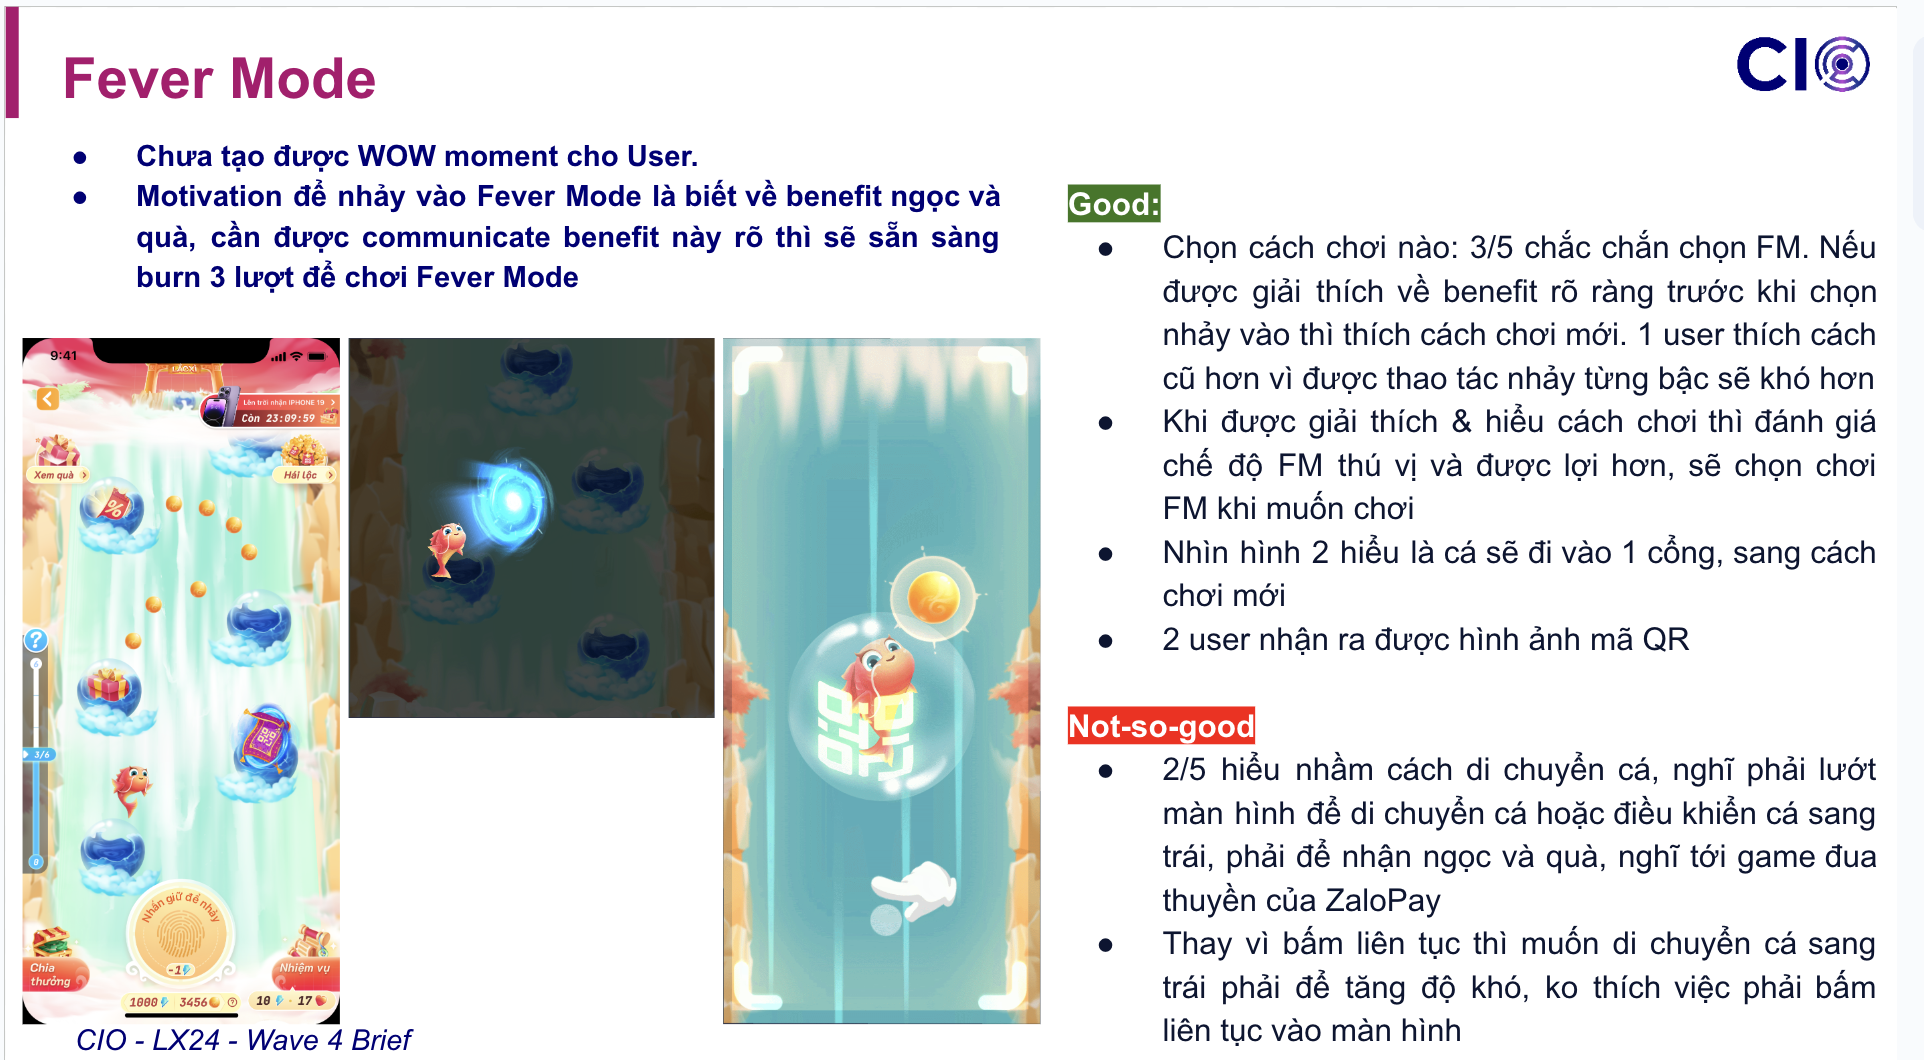 Fever Mode
CIO
● Chưa tạo được WOW moment cho User.
● Motivation để nhảy vào Fever Mode là biết về benefit ngọc và
quà, cần được communicate benefit này rõ thì sẽ sẵn sàng
burn 3 lượt để chơi Fever Mode
9:41
Lên trời nhận IPHONE 19 >
Còn 23:09:59
Xem quà >
Hái lộc >
%
?
6
3/6
0
Nhấn giữ để nhảy
-1
Chia
thưởng
Nhiệm vụ
1000 3456 ?
10 · 17
CIO - LX24 - Wave 4 Brief
Good:
● Chọn cách chơi nào: 3/5 chắc chắn chọn FM. Nếu
được giải thích về benefit rõ ràng trước khi chọn
nhảy vào thì thích cách chơi mới. 1 user thích cách
cũ hơn vì được thao tác nhảy từng bậc sẽ khó hơn
● Khi được giải thích & hiểu cách chơi thì đánh giá
chế độ FM thú vị và được lợi hơn, sẽ chọn chơi
FM khi muốn chơi
● Nhìn hình 2 hiểu là cá sẽ đi vào 1 cổng, sang cách
chơi mới
● 2 user nhận ra được hình ảnh mã QR
Not-so-good
● 2/5 hiểu nhầm cách di chuyển cá, nghĩ phải lướt
màn hình để di chuyển cá hoặc điều khiển cá sang
trái, phải để nhận ngọc và quà, nghĩ tới game đua
thuyền của ZaloPay
● Thay vì bấm liên tục thì muốn di chuyển cá sang
trái phải để tăng độ khó, ko thích việc phải bấm
liên tục vào màn hình